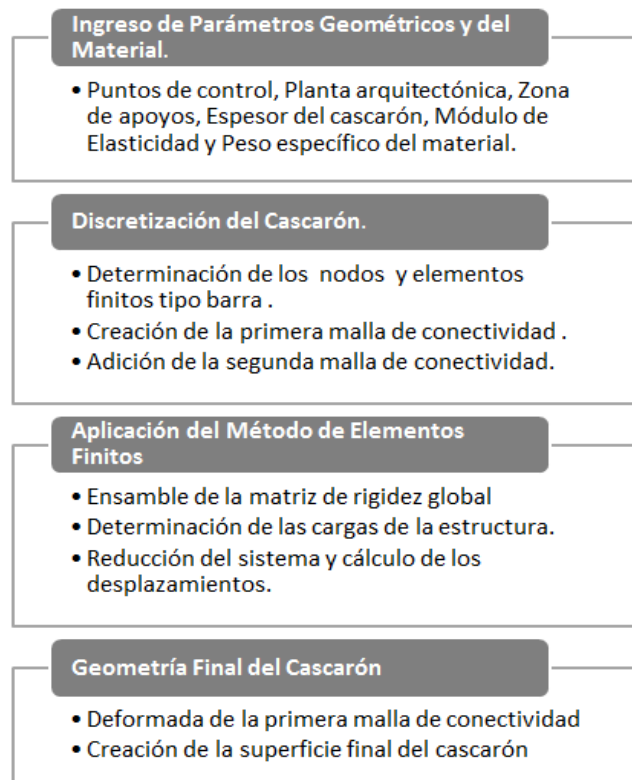 Ingreso de Parámetros Geométricos y del
Material.
• Puntos de control, Planta arquitectónica, Zona
de apoyos, Espesor del cascarón, Módulo de
Elasticidad y Peso específico del material.
Discretización del Cascarón.
• Determinación de los nodos y elementos
finitos tipo barra .
• Creación de la primera malla de conectividad .
• Adición de la segunda malla de conectividad.
Aplicación del Método de Elementos
Finitos
• Ensamble de la matriz de rigidez global
• Determinación de las cargas de la estructura.
• Reducción del sistema y cálculo de los
desplazamientos.
Geometría Final del Cascarón
• Deformada de la primera malla de conectividad
• Creación de la superficie final del cascarón